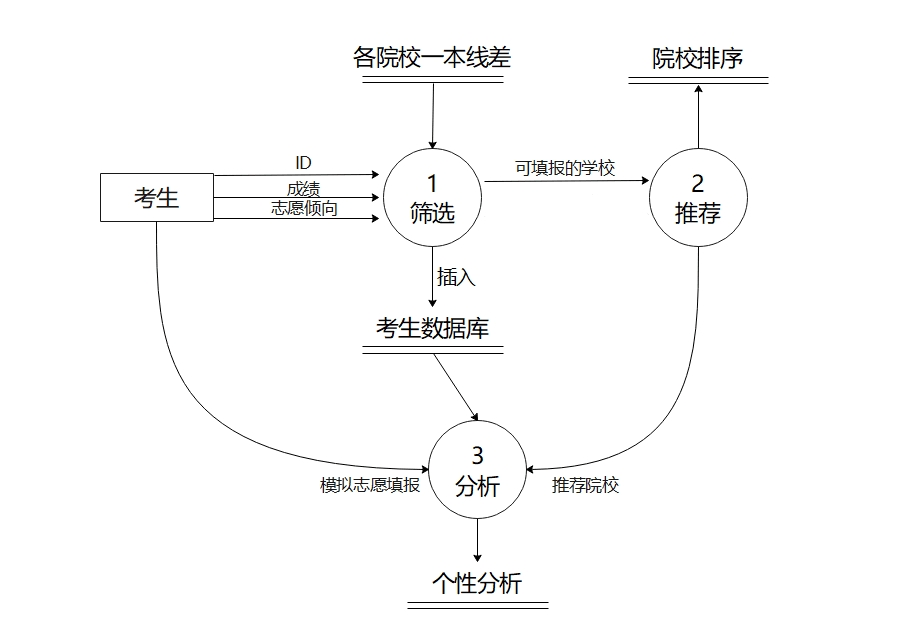 各院校一本线差
院校排序
ID
成绩
志愿倾向
考生
1
筛选
可填报的学校
2
推荐
插入
考生数据库
3
分析
模拟志愿填报
推荐院校
个性分析